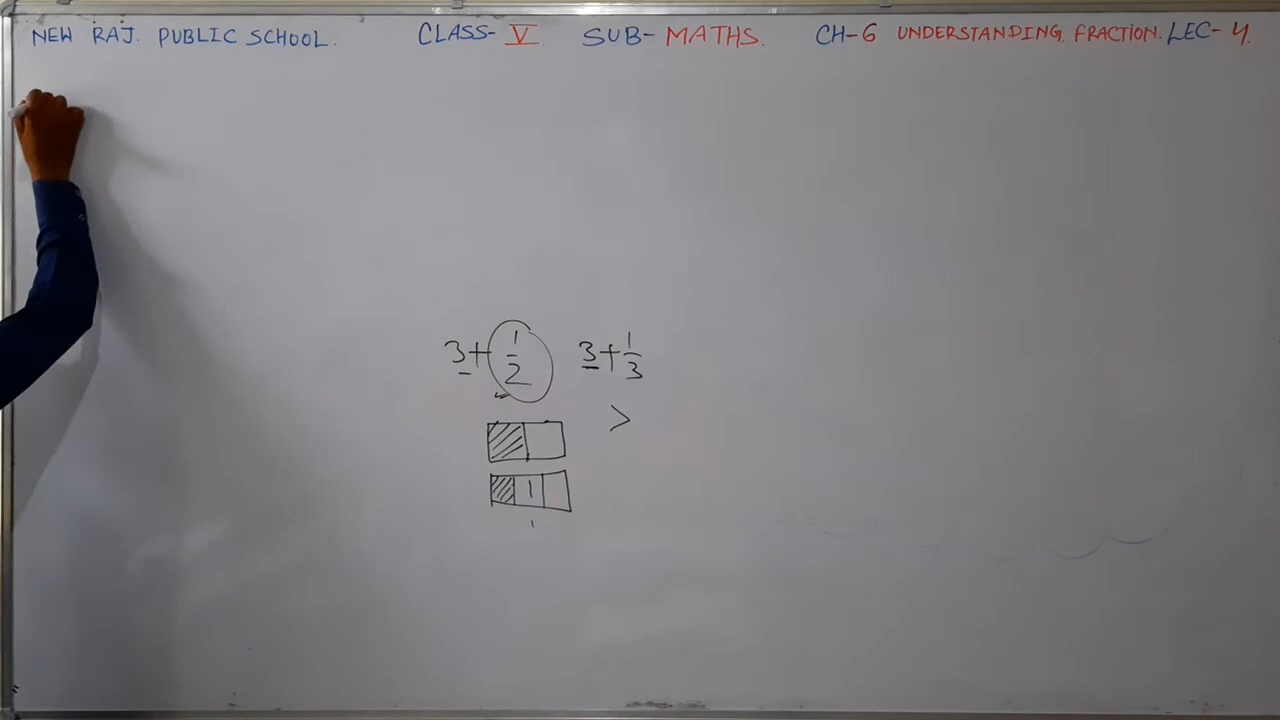 NEW RAJ. PUBLIC SCHOOL. CLASS- V. SUB- MATHS. CH-6 UNDERSTANDING. FRACTION. LEC- 4.
3+ 1/2 3+ 1/3
>